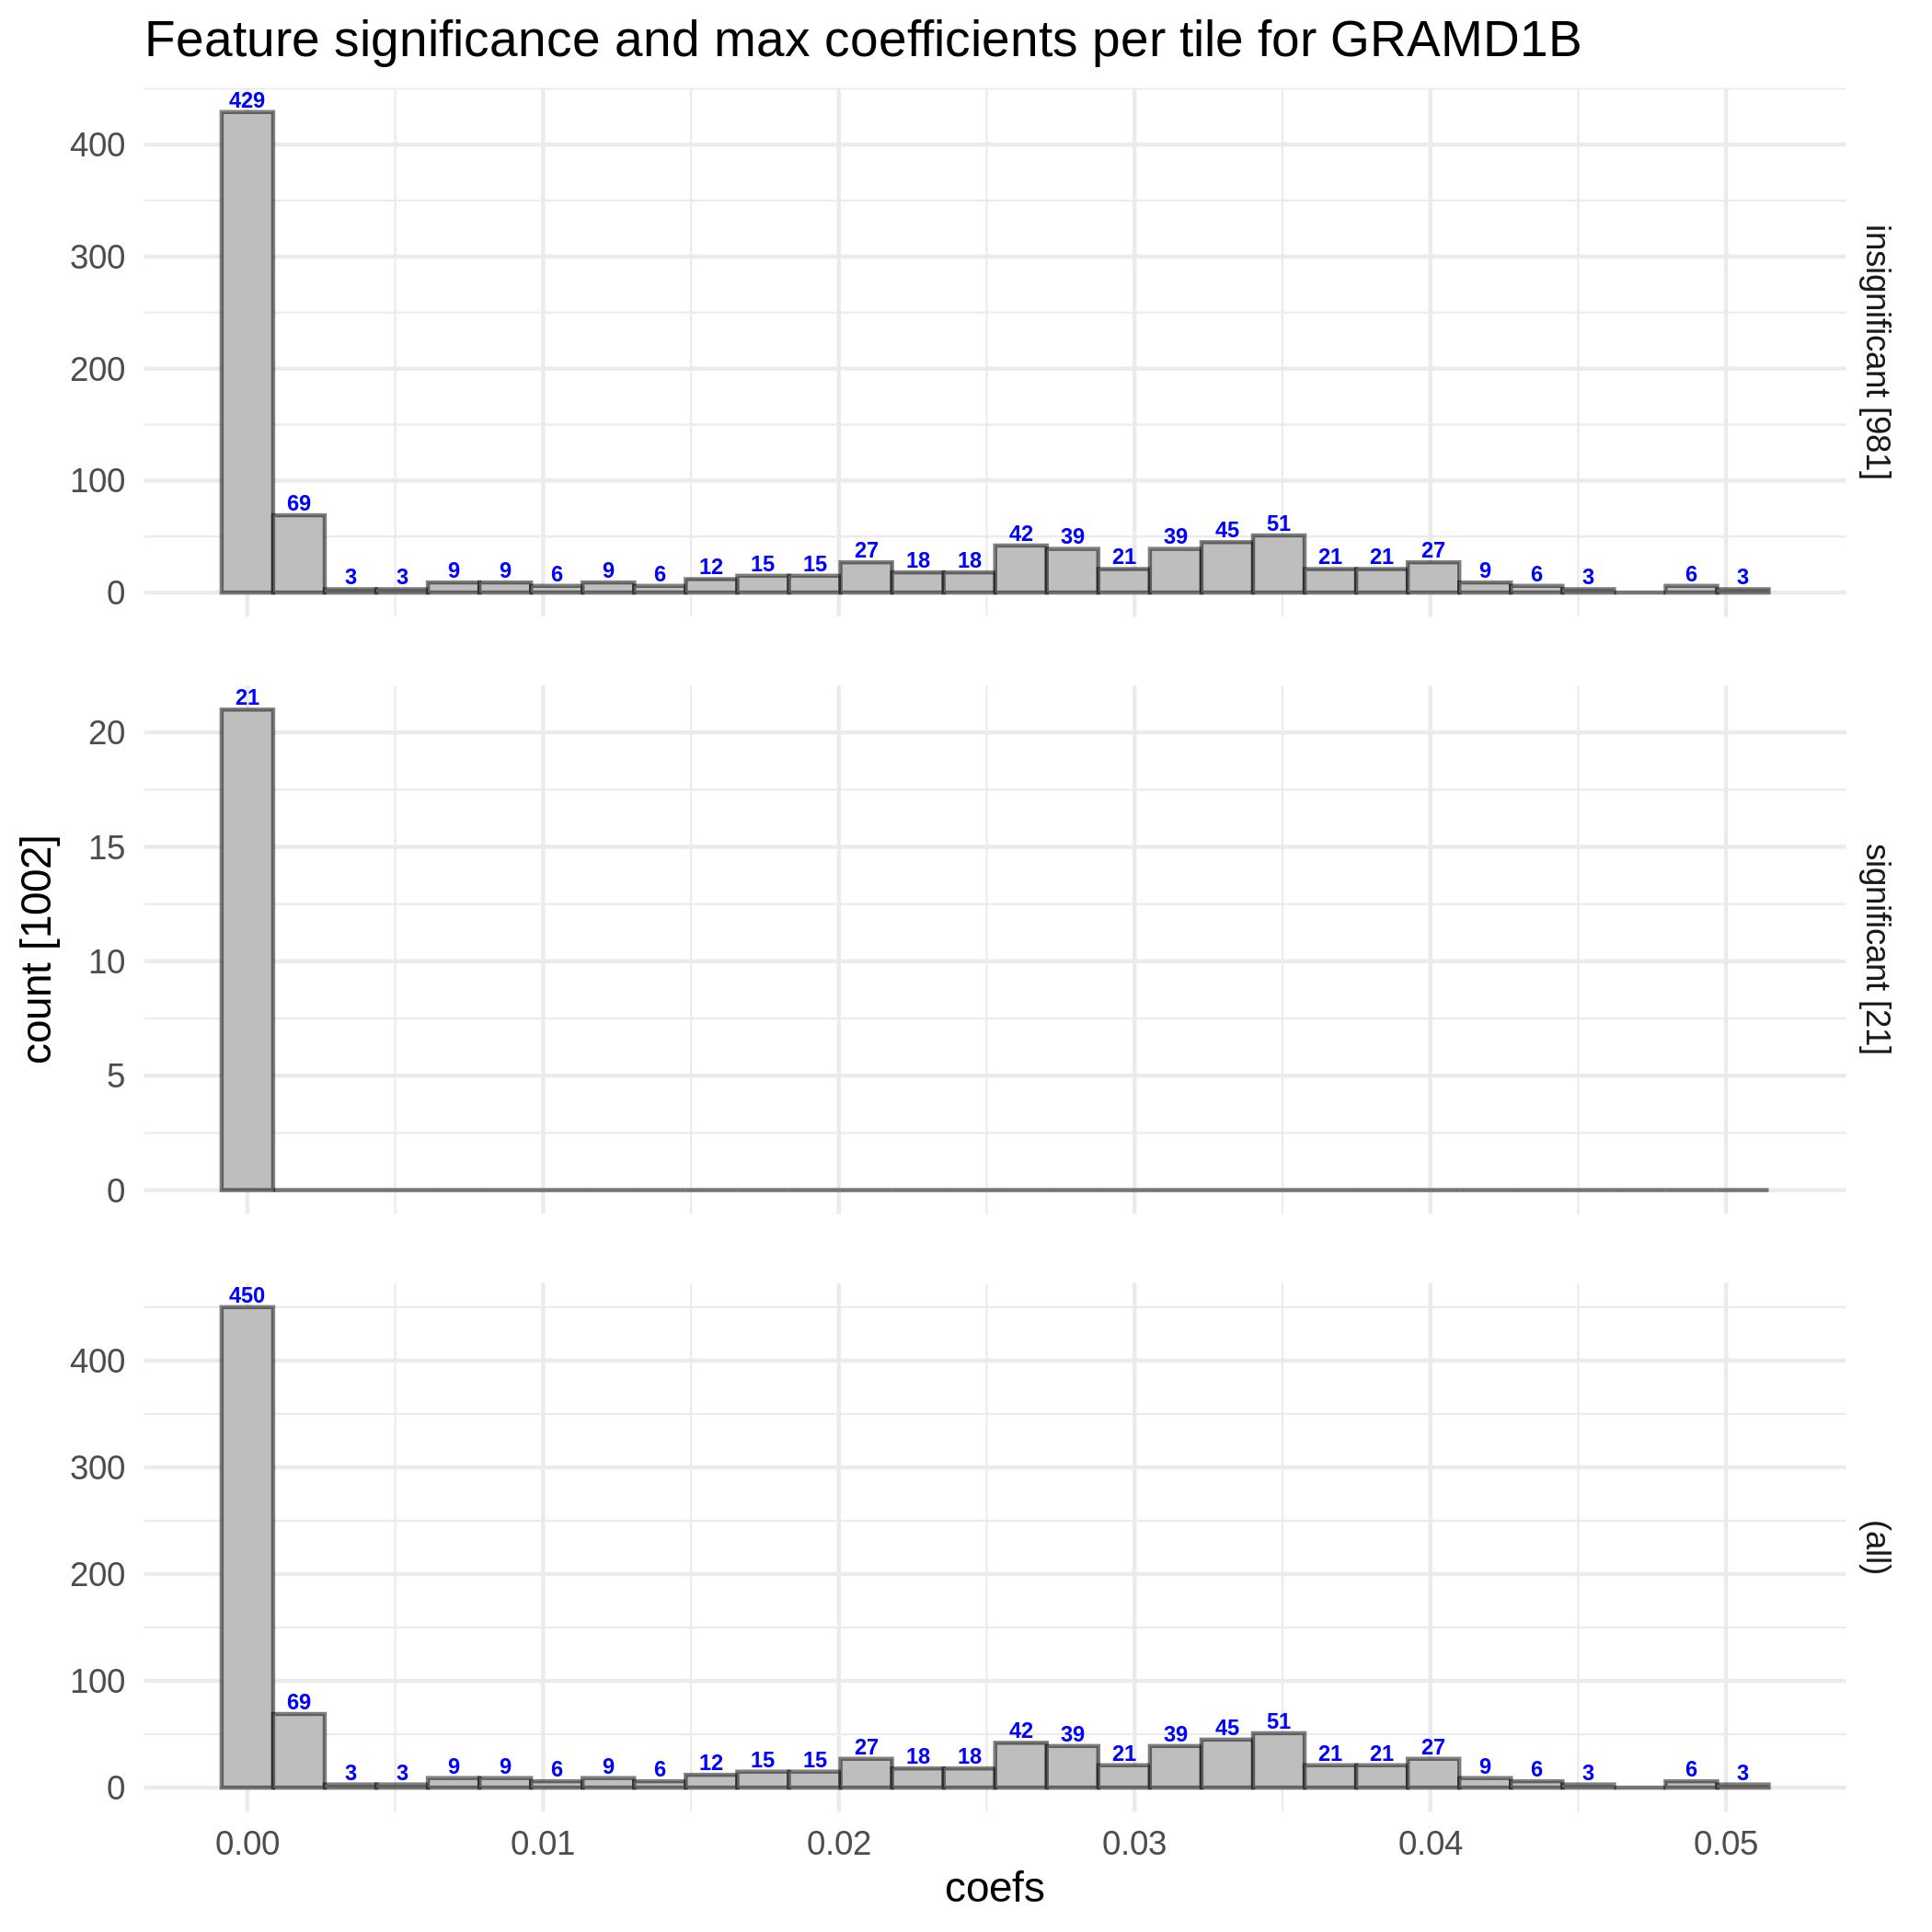 Feature significance and max coefficients per tile for GRAMD1B
429
400
300
200
100
0
69
3 3 9 9 6 9 6 12 15 15 27 18 18 42 39 21 39 45 51 21 21 27 9 6 3 6 3
insignificant [981]
21
20
15
10
5
0
significant [21]
count [1002]
450
400
300
200
100
0
69
3 3 9 9 6 9 6 12 15 15 27 18 18 42 39 21 39 45 51 21 21 27 9 6 3 6 3
(all)
0.00 0.01 0.02 0.03 0.04 0.05
coefs